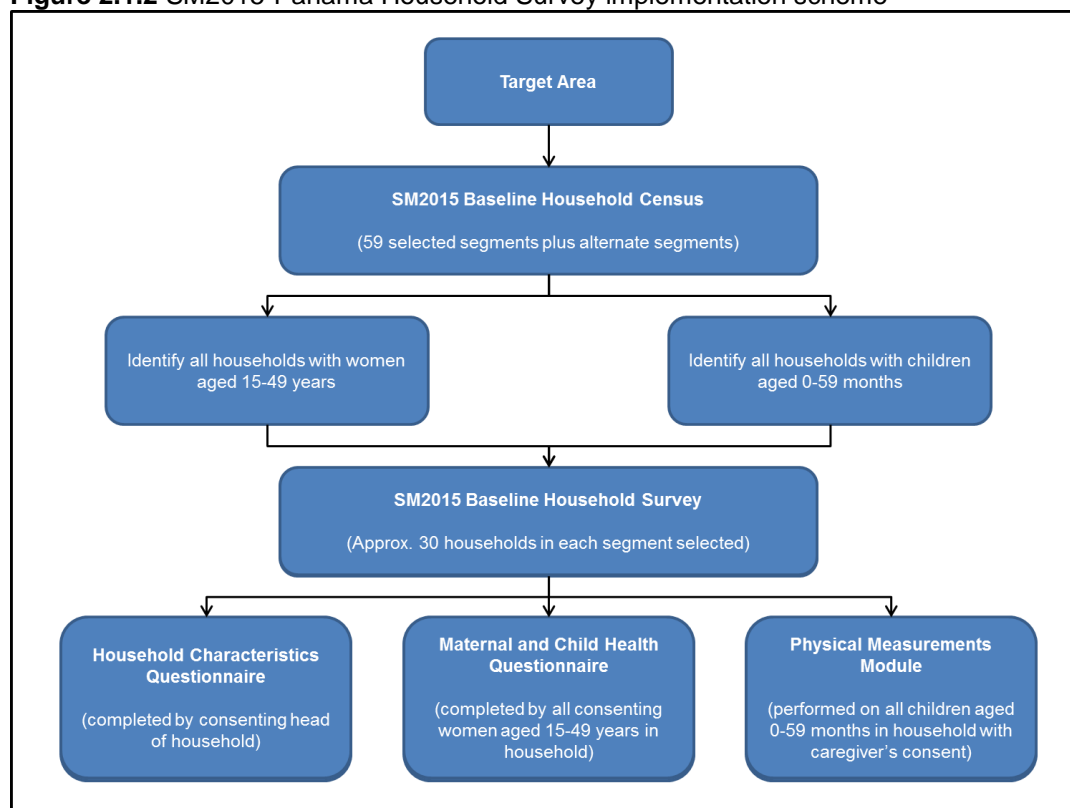 Figure 2.1.2 SM2015-Panama Household Survey implementation scheme
Target Area
SM2015 Baseline Household Census
(59 selected segments plus alternate segments)
Identify all households with women
aged 15-49 years
Identify all households with children
aged 0-59 months
SM2015 Baseline Household Survey
(Approx. 30 households in each segment selected)
Household Characteristics
Questionnaire
(completed by consenting head
of household)
Maternal and Child Health
Questionnaire
(completed by all consenting
women aged 15-49 years in
household)
Physical Measurements
Module
(performed on all children aged
0-59 months in household with
caregiver's consent)